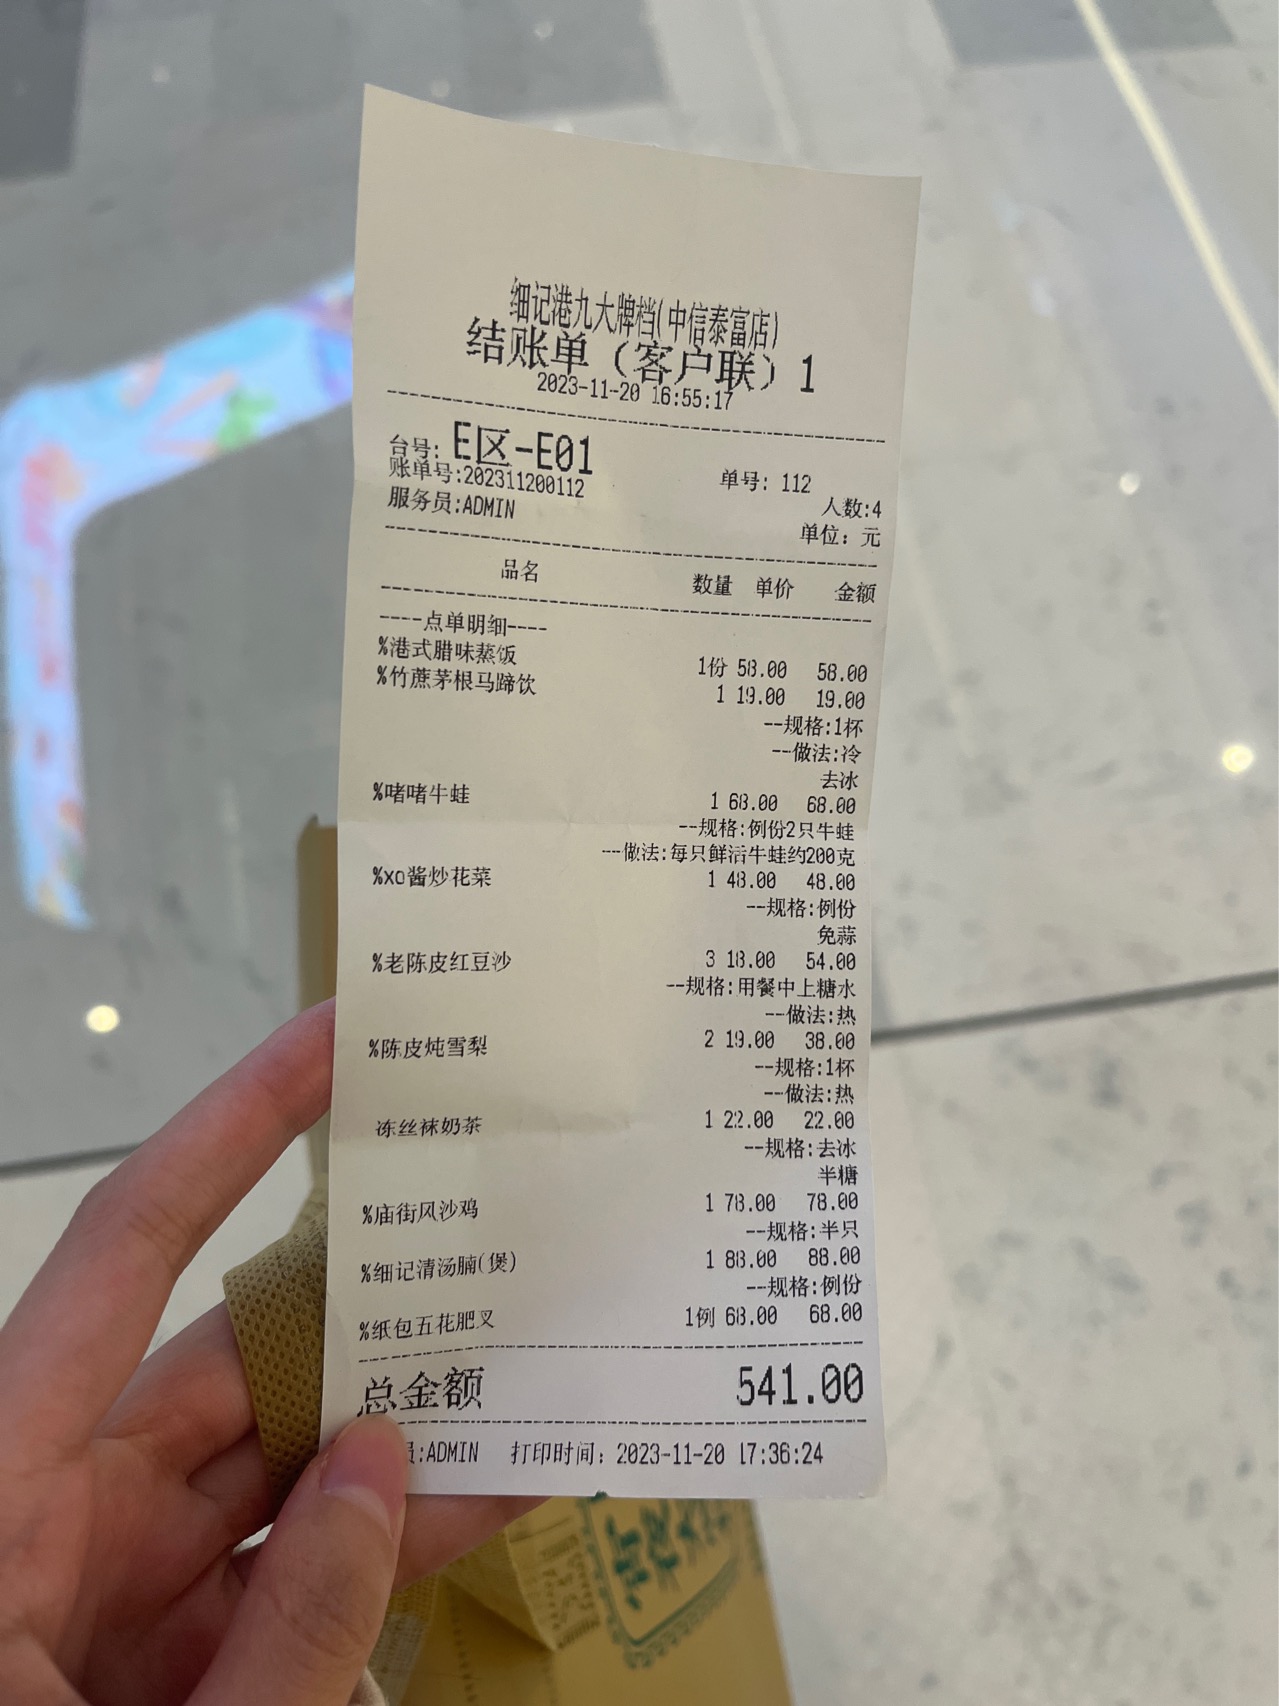 细记港九大牌档(中信泰富店)
结账单（客户联）1
2023-11-20 16:55:17
台号: E区-E01
账单号:202311200112 单号: 112
服务员:ADMIN 人数:4
单位: 元
品名 数量 单价 金额
----点单明细----
%港式腊味蒸饭 1份 58.00 58.00
%竹蔗茅根马蹄饮 1 19.00 19.00
--规格:1杯
--做法:冷
去冰
%啫啫牛蛙 1 68.00 68.00
--规格:例份2只牛蛙
---做法:每只鲜活牛蛙约200克
%xo酱炒花菜 1 48.00 48.00
--规格:例份
免蒜
%老陈皮红豆沙 3 18.00 54.00
--规格:用餐中上糖水
--做法:热
%陈皮炖雪梨 2 19.00 38.00
--规格:1杯
--做法:热
冻丝袜奶茶 1 22.00 22.00
--规格:去冰
半糖
%庙街风沙鸡 1 78.00 78.00
--规格:半只
%细记清汤腩(煲) 1 88.00 88.00
--规格:例份
%纸包五花肥叉 1例 68.00 68.00
总金额 541.00
员:ADMIN 打印时间: 2023-11-20 17:36:24